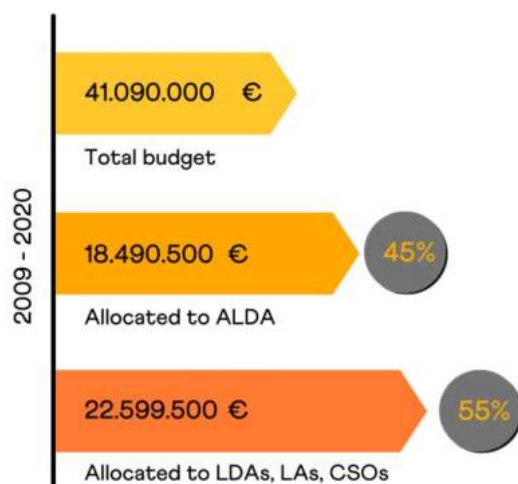 2009 - 2020
41.090.000 €
Total budget
18.490.500 €
45%
Allocated to ALDA
22.599.500 €
55%
Allocated to LDAs, LAs, CSOs